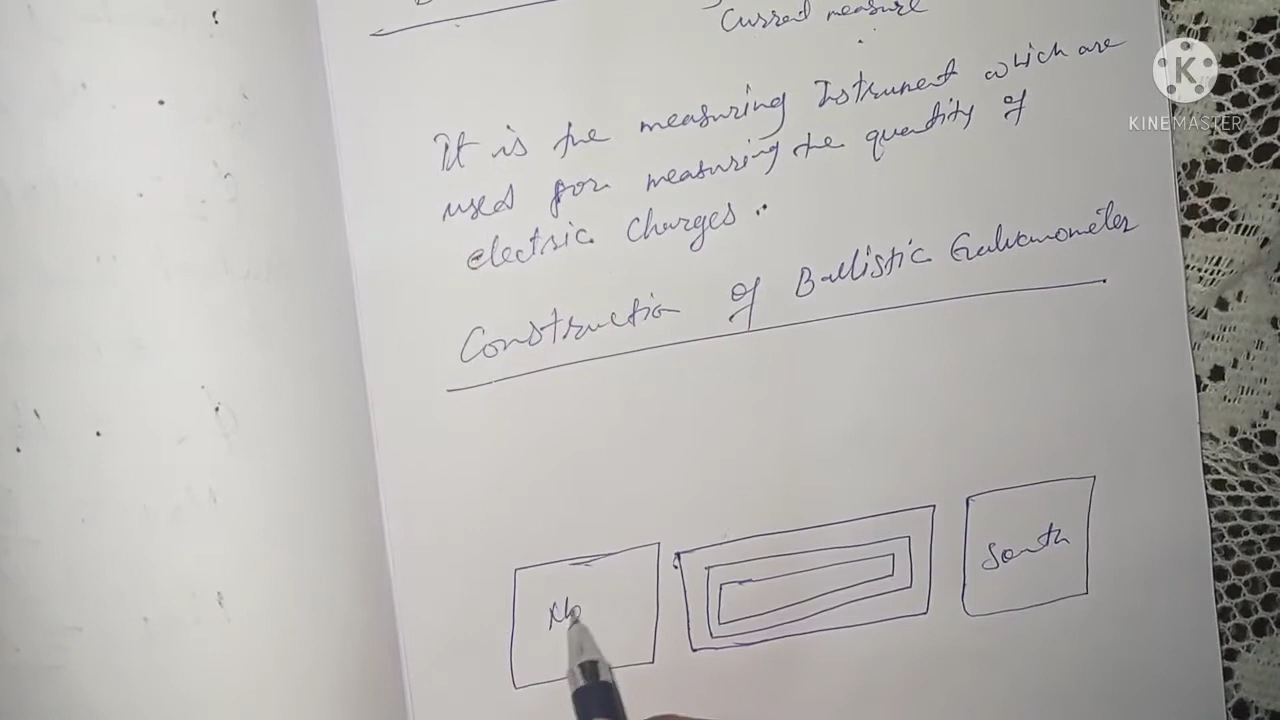 Current measure
It is the measuring Instrument which are
used for measuring the quantity of
electric charges.
Construction of Ballistic Galvanometer
No
South
K
KINEMASTER